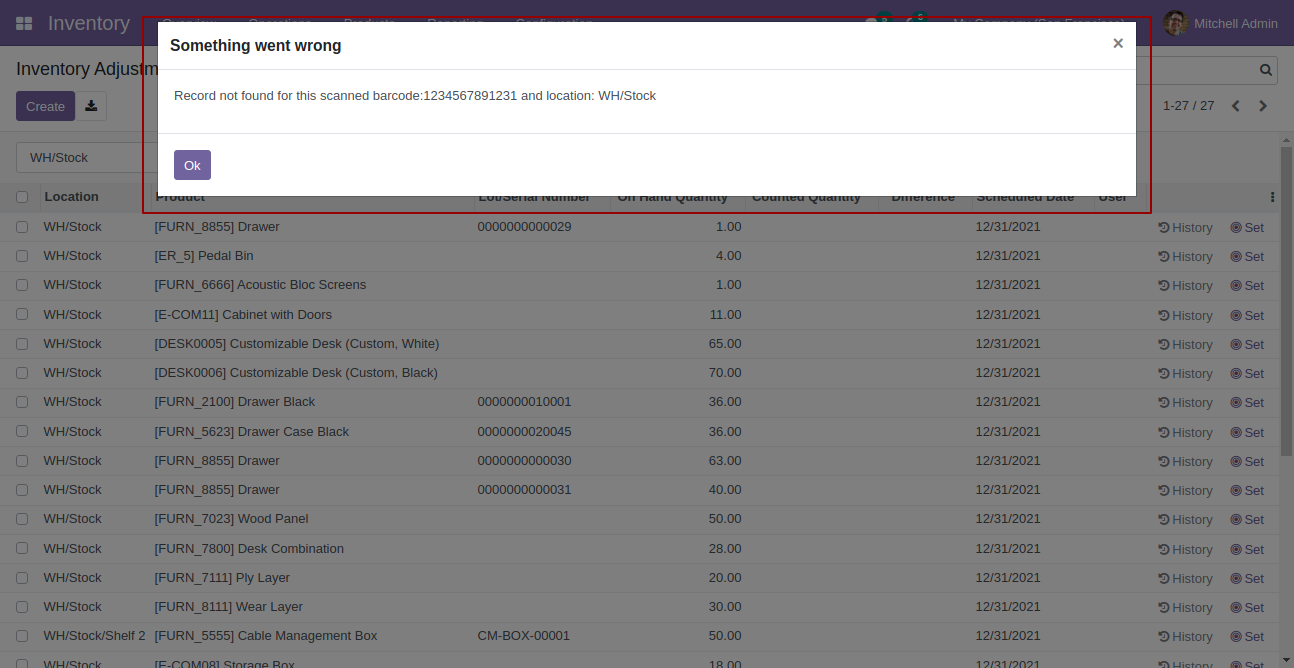 Inventory
Overview Operations Products Reporting Configuration
My Company (San Francisco)
Mitchell Admin
Something went wrong
×
Inventory Adjustm
Record not found for this scanned barcode:1234567891231 and location: WH/Stock
Create
1-27 / 27
WH/Stock
Ok
Location Product Lot/Serial Number On Hand Quantity Counted Quantity Difference Scheduled Date User
WH/Stock [FURN_8855] Drawer 0000000000029 1.00 12/31/2021 History Set
WH/Stock [ER_5] Pedal Bin 4.00 12/31/2021 History Set
WH/Stock [FURN_6666] Acoustic Bloc Screens 1.00 12/31/2021 History Set
WH/Stock [E-COM11] Cabinet with Doors 11.00 12/31/2021 History Set
WH/Stock [DESK0005] Customizable Desk (Custom, White) 65.00 12/31/2021 History Set
WH/Stock [DESK0006] Customizable Desk (Custom, Black) 70.00 12/31/2021 History Set
WH/Stock [FURN_2100] Drawer Black 0000000010001 36.00 12/31/2021 History Set
WH/Stock [FURN_5623] Drawer Case Black 0000000020045 36.00 12/31/2021 History Set
WH/Stock [FURN_8855] Drawer 0000000000030 63.00 12/31/2021 History Set
WH/Stock [FURN_8855] Drawer 0000000000031 40.00 12/31/2021 History Set
WH/Stock [FURN_7023] Wood Panel 50.00 12/31/2021 History Set
WH/Stock [FURN_7800] Desk Combination 28.00 12/31/2021 History Set
WH/Stock [FURN_7111] Ply Layer 20.00 12/31/2021 History Set
WH/Stock [FURN_8111] Wear Layer 30.00 12/31/2021 History Set
WH/Stock/Shelf 2 [FURN_5555] Cable Management Box CM-BOX-00001 50.00 12/31/2021 History Set
WH/Stock [E-COM08] Storage Box 18.00 12/31/2021 History Set